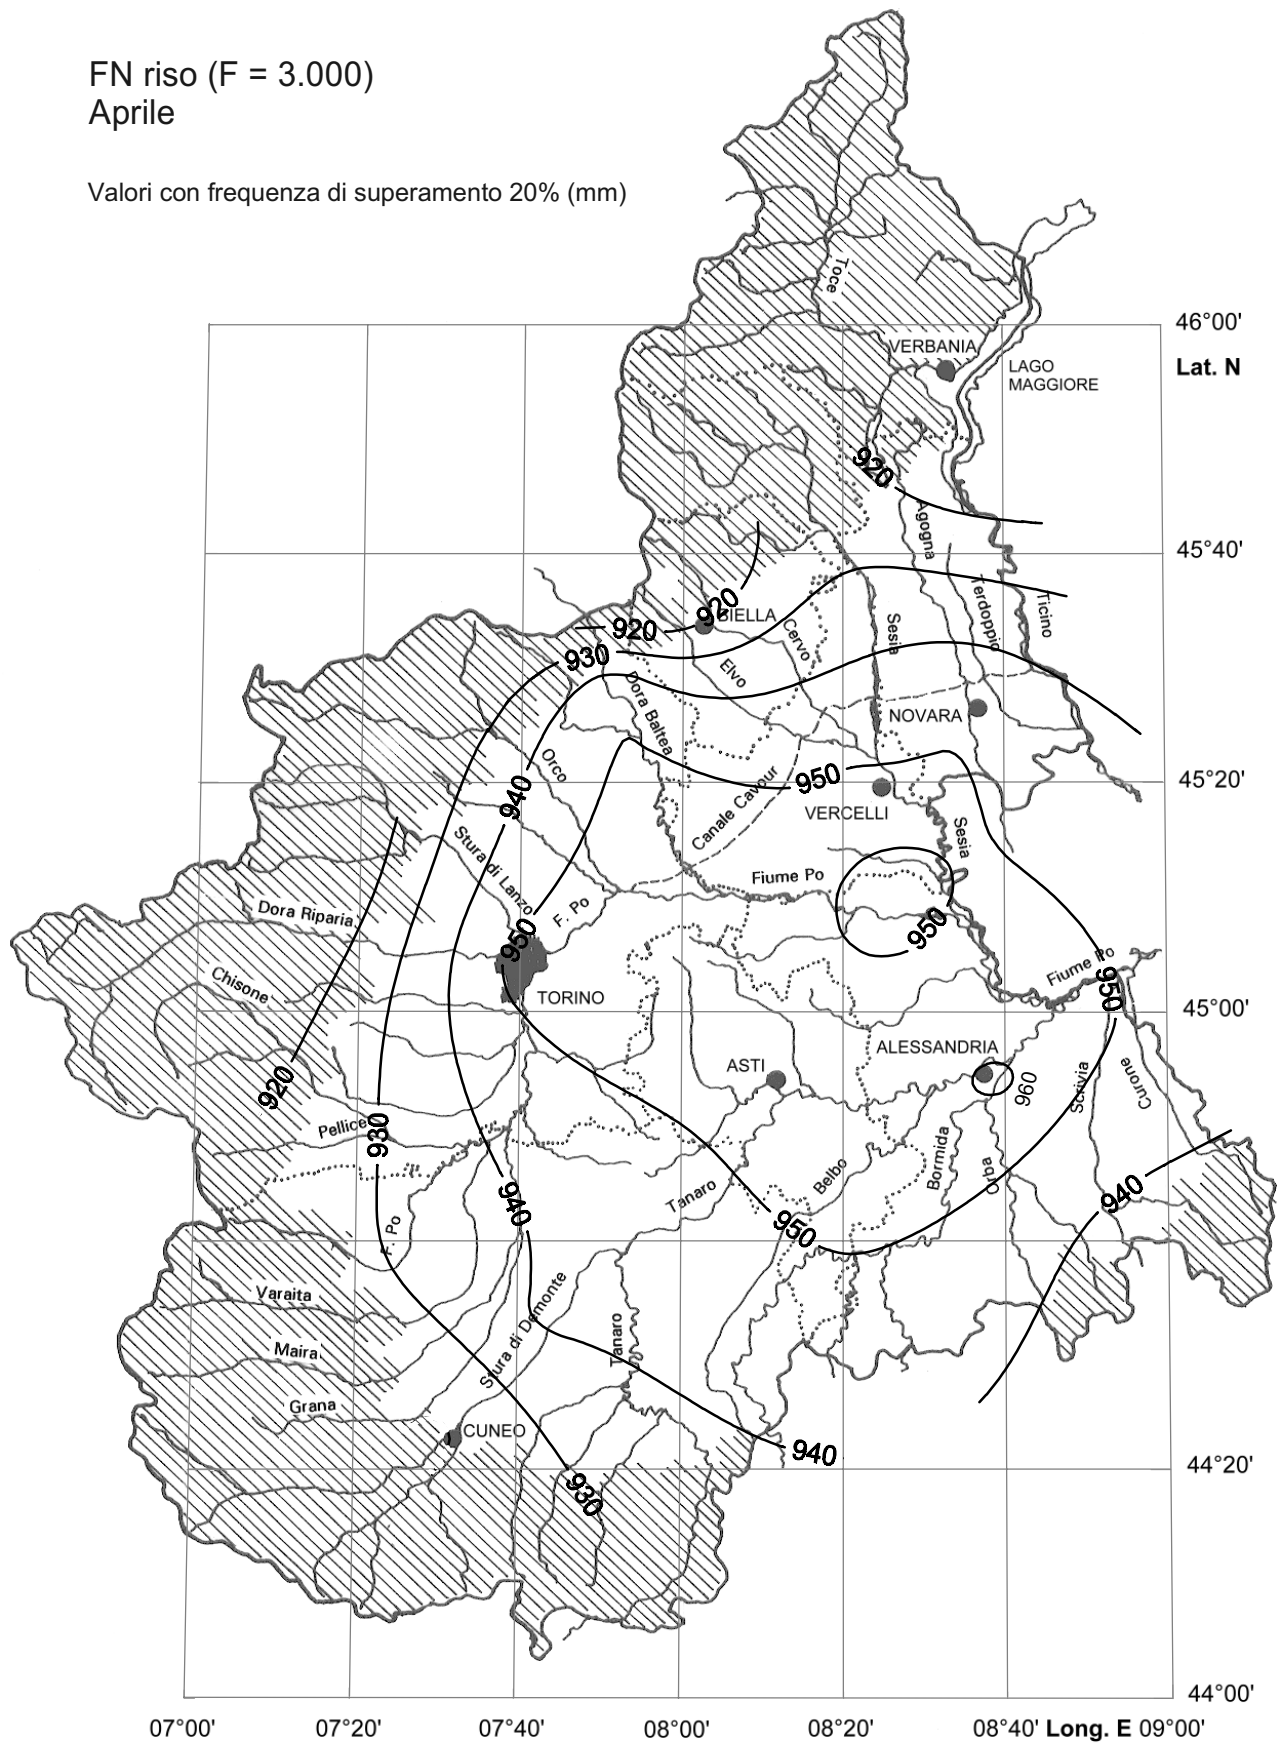 FN riso (F = 3.000)
Aprile
Valori con frequenza di superamento 20% (mm)
Toce
46°00'
VERBANIA
Lat. N
LAGO
MAGGIORE
920
Agogna
45°40'
920
BIELLA
920
930
Cervo
Sesia
Terdoppio
Ticino
Elvo
Dora Baltea
NOVARA
Orco
940
950
45°20'
Canale Cavour
VERCELLI
Stura di Lanzo
Sesia
Fiume Po
Dora Riparia
F. Po
950
950
Chisone
Fiume Po
950
TORINO
45°00'
ALESSANDRIA
ASTI
960
Scrivia
Curone
920
Pellice
930
Belbo
Bormida
Orba
Tanaro
940
940
950
F. Po
Varaita
Stura di Demonte
Tanaro
Maira
Grana
CUNEO
940
44°20'
930
44°00'
07°00'
07°20'
07°40'
08°00'
08°20'
08°40'
Long. E
09°00'